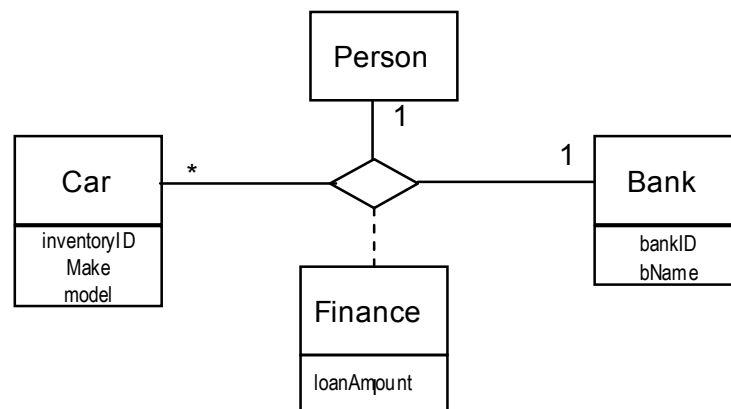 Person
1
Car
*
1
Bank
inventoryID
Make
model
bankID
bName
Finance
loanAmount